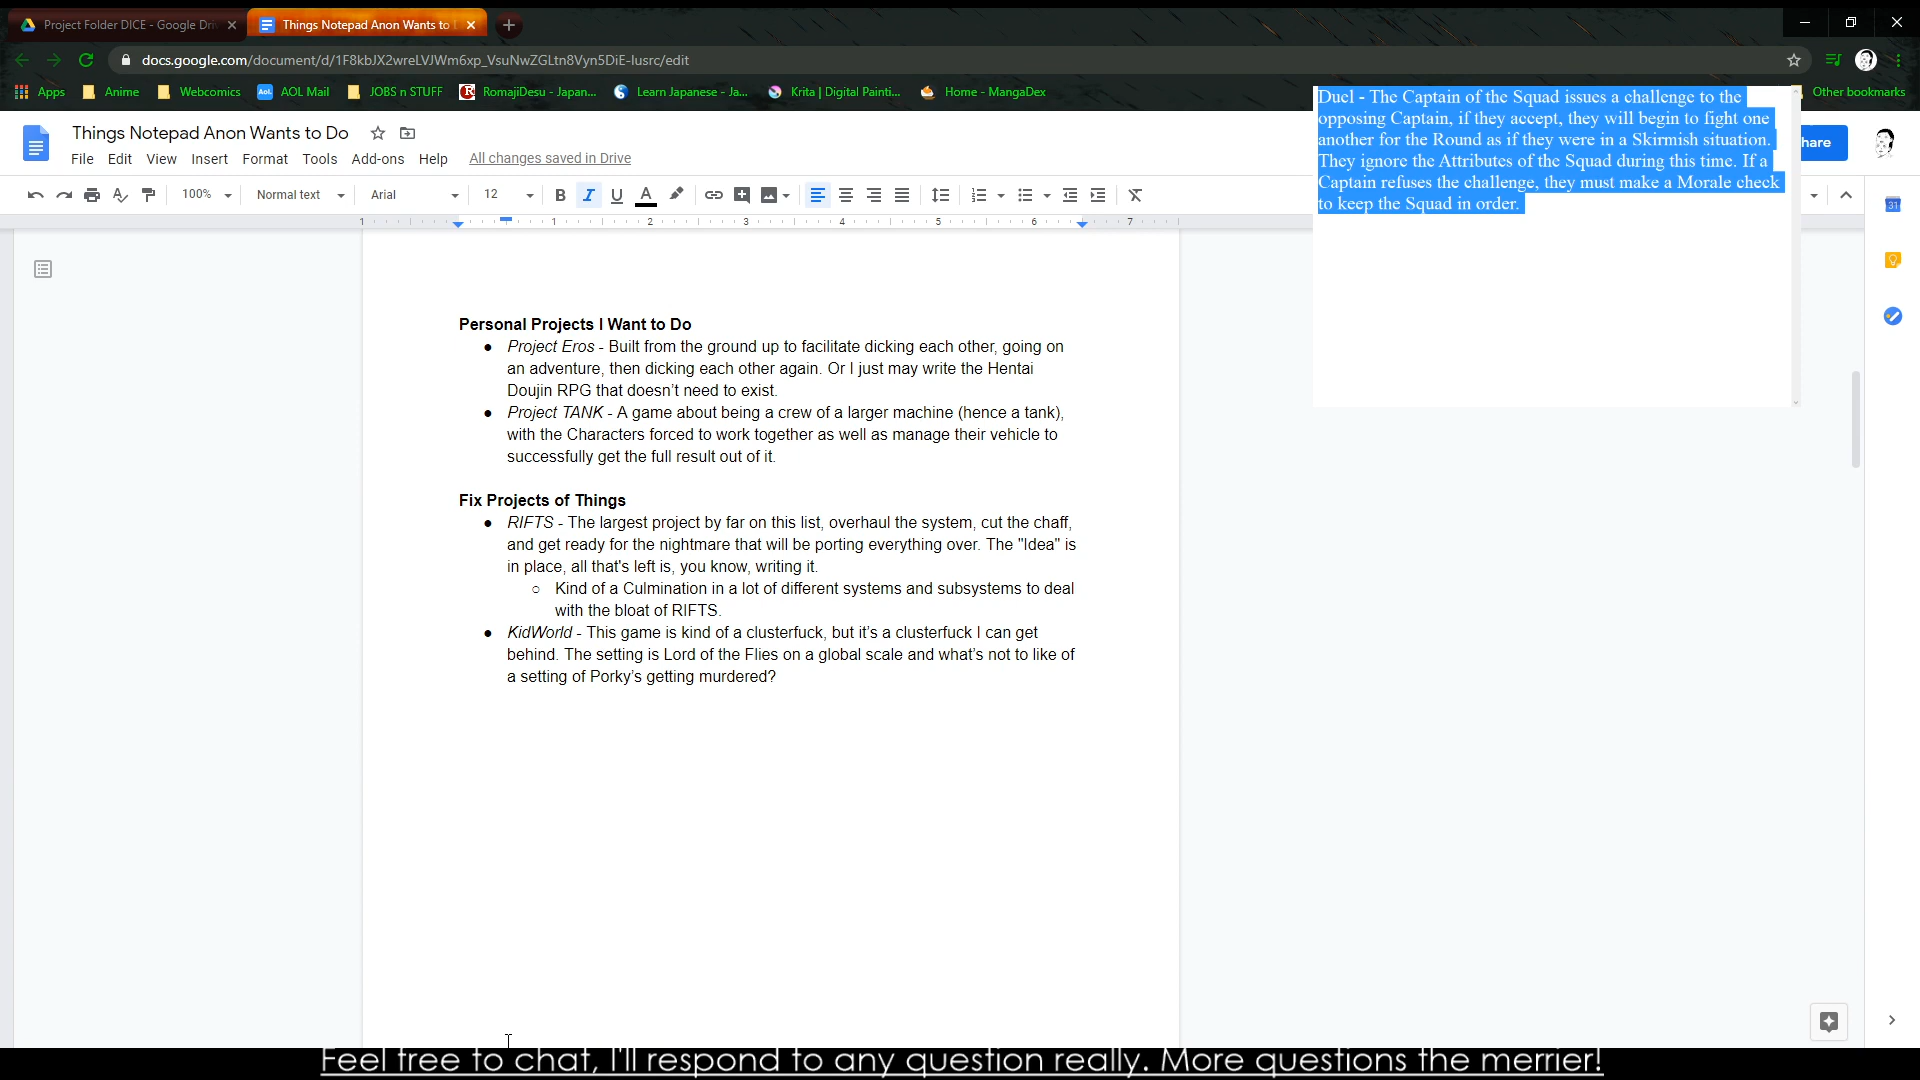 Project Folder DICE - Google Dri
Things Notepad Anon Wants to
docs.google.com/document/d/1F8kbJX2wreLVJWm6xp_VsuNwZGLtn8Vyn5DiE-lusrc/edit
Apps
Anime
Webcomics
Aol.
AOL Mail
JOBS n STUFF
RomajiDesu - Japan...
Learn Japanese - Ja...
Krita | Digital Painti...
Home - MangaDex
Other bookmarks
Duel - The Captain of the Squad issues a challenge to the
opposing Captain, if they accept, they will begin to fight one
another for the Round as if they were in a Skirmish situation.
They ignore the Attributes of the Squad during this time. If a
Captain refuses the challenge, they must make a Morale check
to keep the Squad in order.
Things Notepad Anon Wants to Do
File Edit View Insert Format Tools Add-ons Help All changes saved in Drive
hare
100% Normal text Arial 12 B I U A
31
1 1 2 3 4 5 6 7
Personal Projects I Want to Do
● Project Eros - Built from the ground up to facilitate dicking each other, going on
an adventure, then dicking each other again. Or I just may write the Hentai
Doujin RPG that doesn't need to exist.
● Project TANK - A game about being a crew of a larger machine (hence a tank),
with the Characters forced to work together as well as manage their vehicle to
successfully get the full result out of it.
Fix Projects of Things
● RIFTS - The largest project by far on this list, overhaul the system, cut the chaff,
and get ready for the nightmare that will be porting everything over. The "Idea" is
in place, all that's left is, you know, writing it.
○ Kind of a Culmination in a lot of different systems and subsystems to deal
with the bloat of RIFTS.
● KidWorld - This game is kind of a clusterfuck, but it's a clusterfuck I can get
behind. The setting is Lord of the Flies on a global scale and what's not to like of
a setting of Porky's getting murdered?
Feel free to chat, I'll respond to any question really. More questions the merrier!